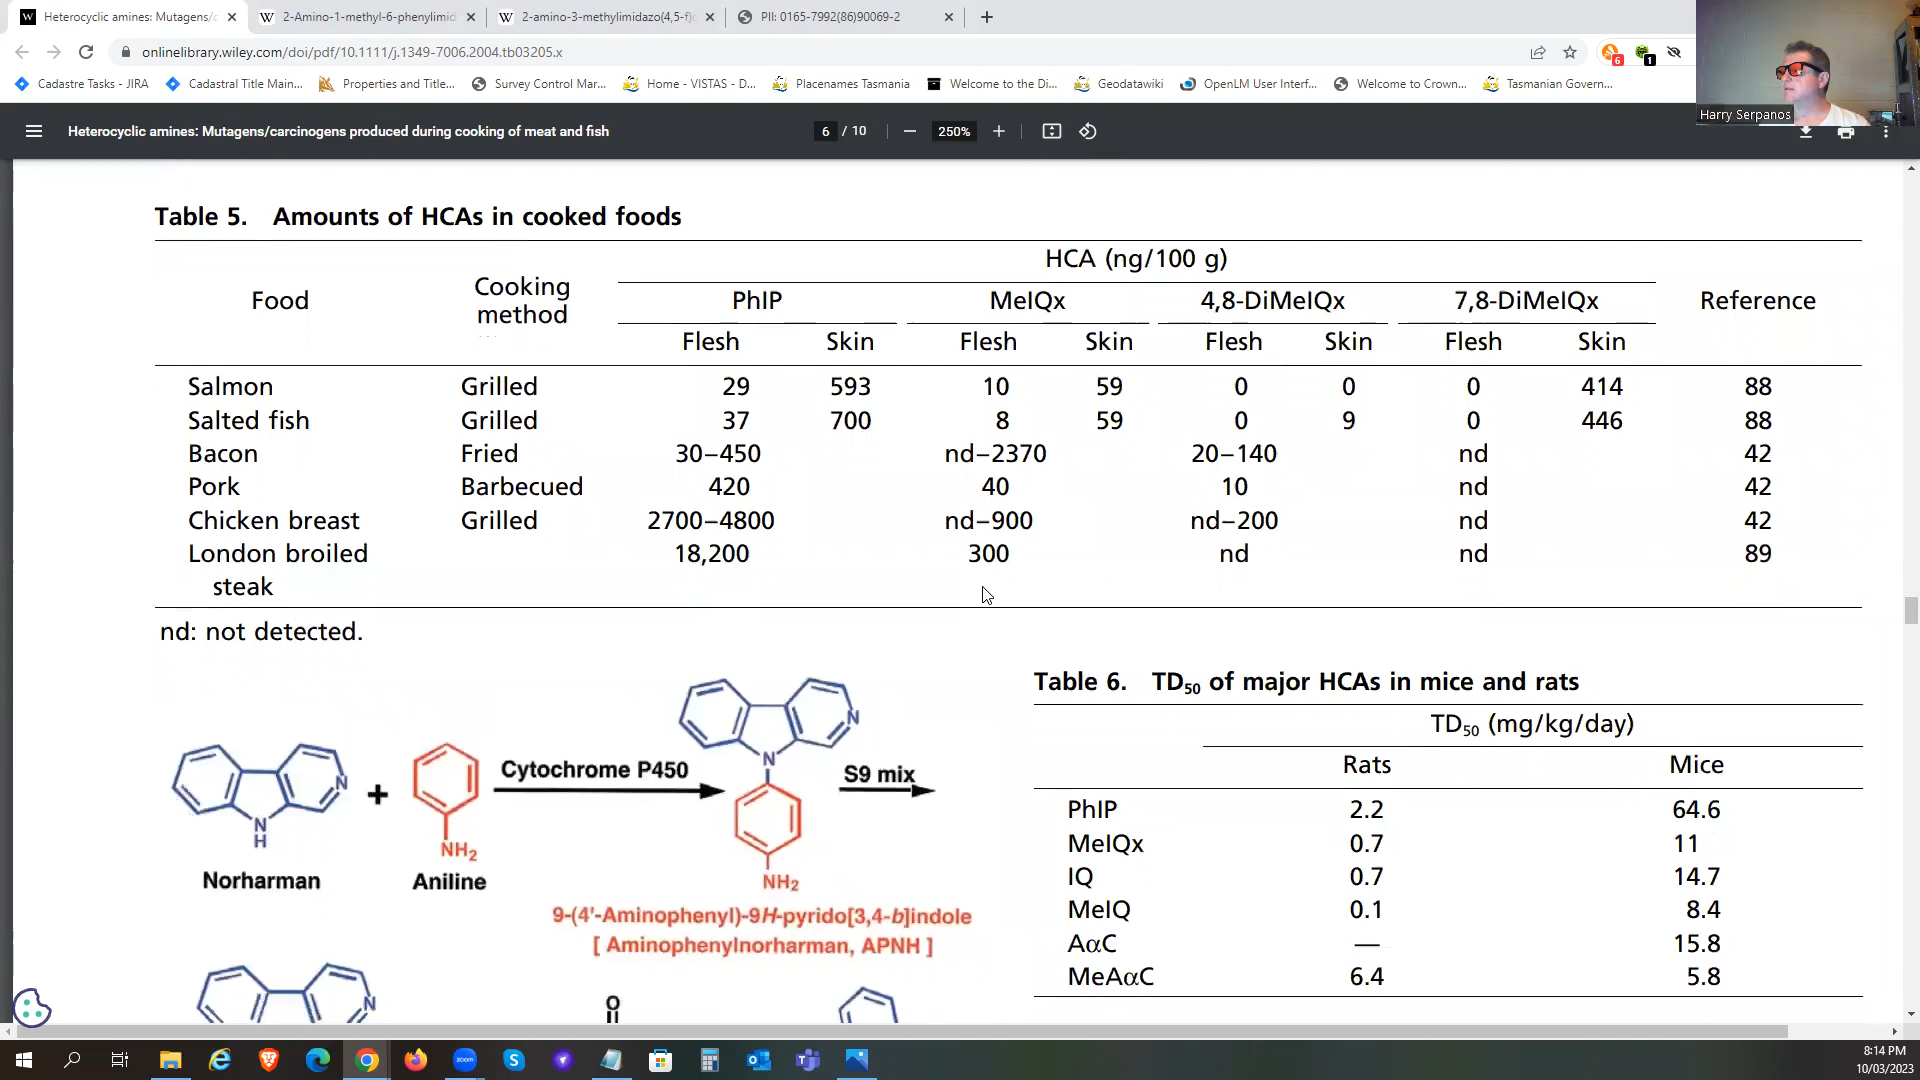 Heterocyclic amines: Mutagens/c
2-Amino-1-methyl-6-phenylimid
2-amino-3-methylimidazo(4,5-f)
PII: 0165-7992(86)90069-2
onlinelibrary.wiley.com/doi/pdf/10.1111/j.1349-7006.2004.tb03205.x
6
1
Cadastre Tasks - JIRA
Cadastral Title Main...
Properties and Title...
Survey Control Mar...
Home - VISTAS - D...
Placenames Tasmania
Welcome to the Di...
Geodatawiki
OpenLM User Interf...
Welcome to Crown...
Tasmanian Govern...
Harry Serpanos
Heterocyclic amines: Mutagens/carcinogens produced during cooking of meat and fish
6 / 10
250%
Table 5. Amounts of HCAs in cooked foods
HCA (ng/100 g)
Food Cooking method PhIP MeIQx 4,8-DiMeIQx 7,8-DiMeIQx Reference
Flesh Skin Flesh Skin Flesh Skin Flesh Skin
Salmon Grilled 29 593 10 59 0 0 0 414 88
Salted fish Grilled 37 700 8 59 0 9 0 446 88
Bacon Fried 30–450 nd–2370 20–140 nd 42
Pork Barbecued 420 40 10 nd 42
Chicken breast Grilled 2700–4800 nd–900 nd–200 nd 42
London broiled 18,200 300 nd nd 89
steak
nd: not detected.
N
H
Norharman
+
NH2
Aniline
Cytochrome P450
N
N
NH2
S9 mix
9-(4'-Aminophenyl)-9H-pyrido[3,4-b]indole
[ Aminophenylnorharman, APNH ]
N
O
Table 6. TD50 of major HCAs in mice and rats
TD50 (mg/kg/day)
Rats Mice
PhIP 2.2 64.6
MeIQx 0.7 11
IQ 0.7 14.7
MeIQ 0.1 8.4
AαC — 15.8
MeAαC 6.4 5.8
zoom
8:14 PM
10/03/2023